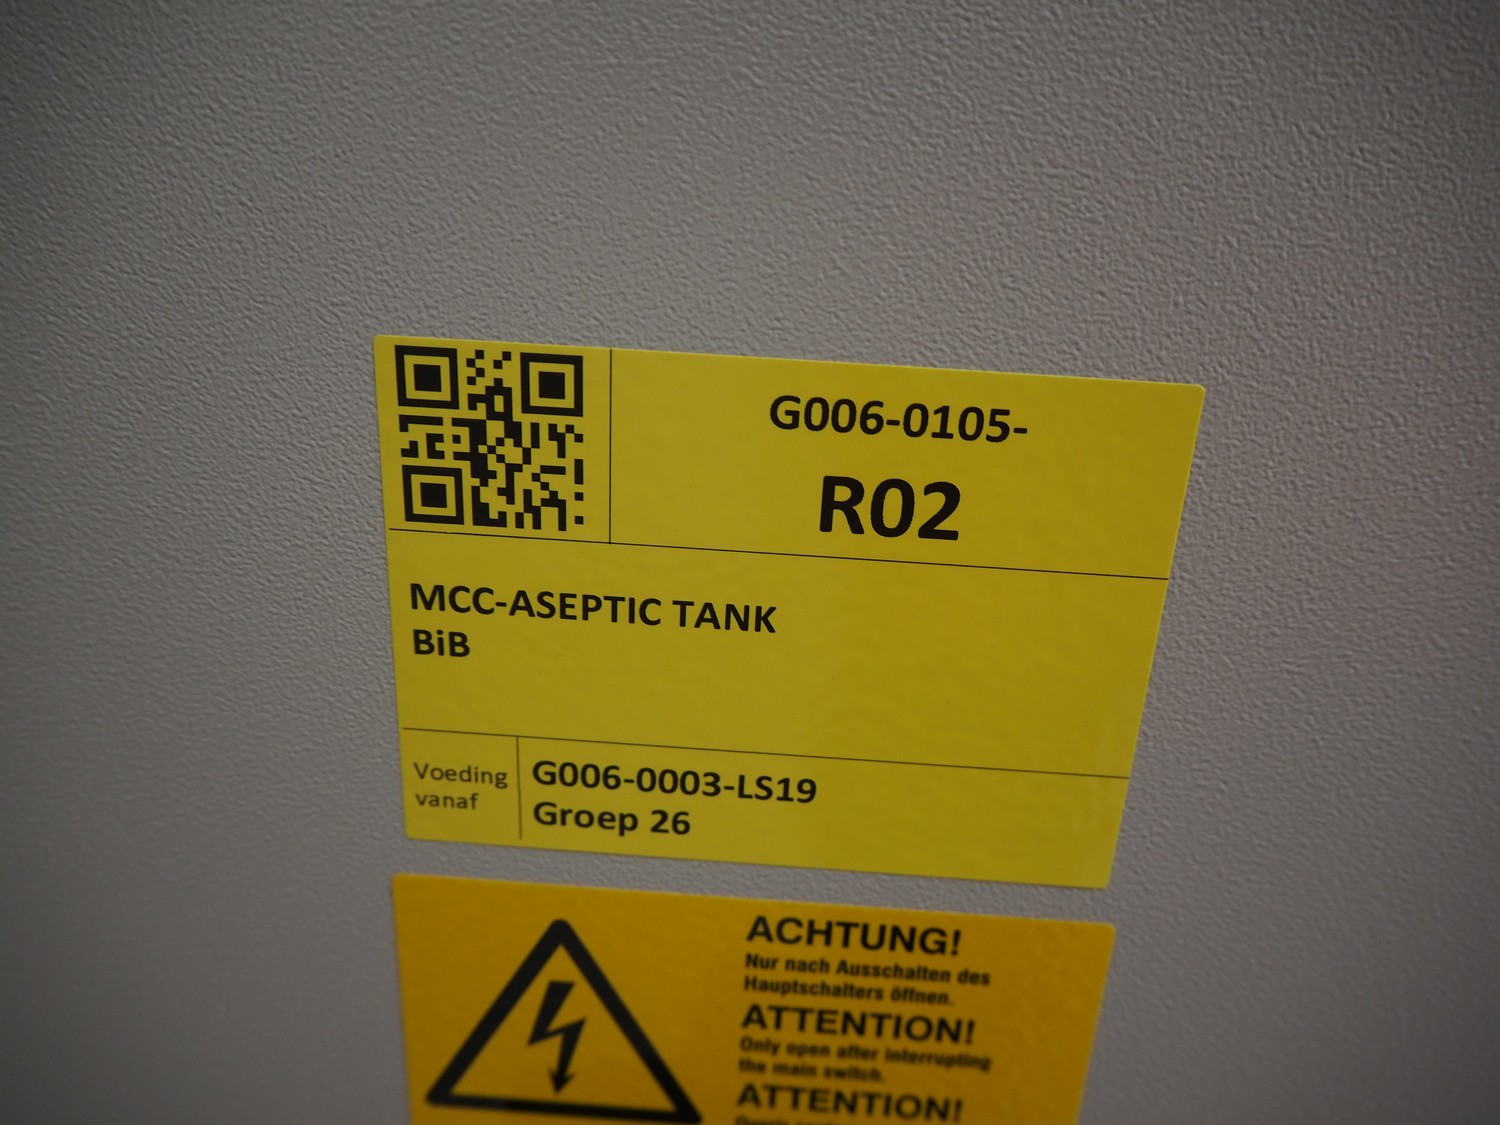 G006-0105-
R02
MCC-ASEPTIC TANK
BiB
Voeding
vanaf
G006-0003-LS19
Groep 26
ACHTUNG!
Nur nach Ausschalten des
Hauptschalters öffnen.
ATTENTION!
Only open after interrupting
the main switch.
ATTENTION!